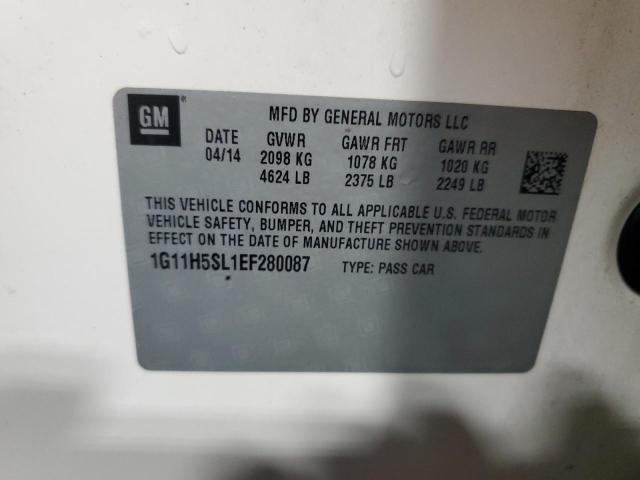 GM ®
MFD BY GENERAL MOTORS LLC
DATE GVWR GAWR FRT GAWR RR
04/14 2098 KG 1078 KG 1020 KG
4624 LB 2375 LB 2249 LB
THIS VEHICLE CONFORMS TO ALL APPLICABLE U.S. FEDERAL MOTOR
VEHICLE SAFETY, BUMPER, AND THEFT PREVENTION STANDARDS IN
EFFECT ON THE DATE OF MANUFACTURE SHOWN ABOVE.
1G11H5SL1EF280087 TYPE: PASS CAR